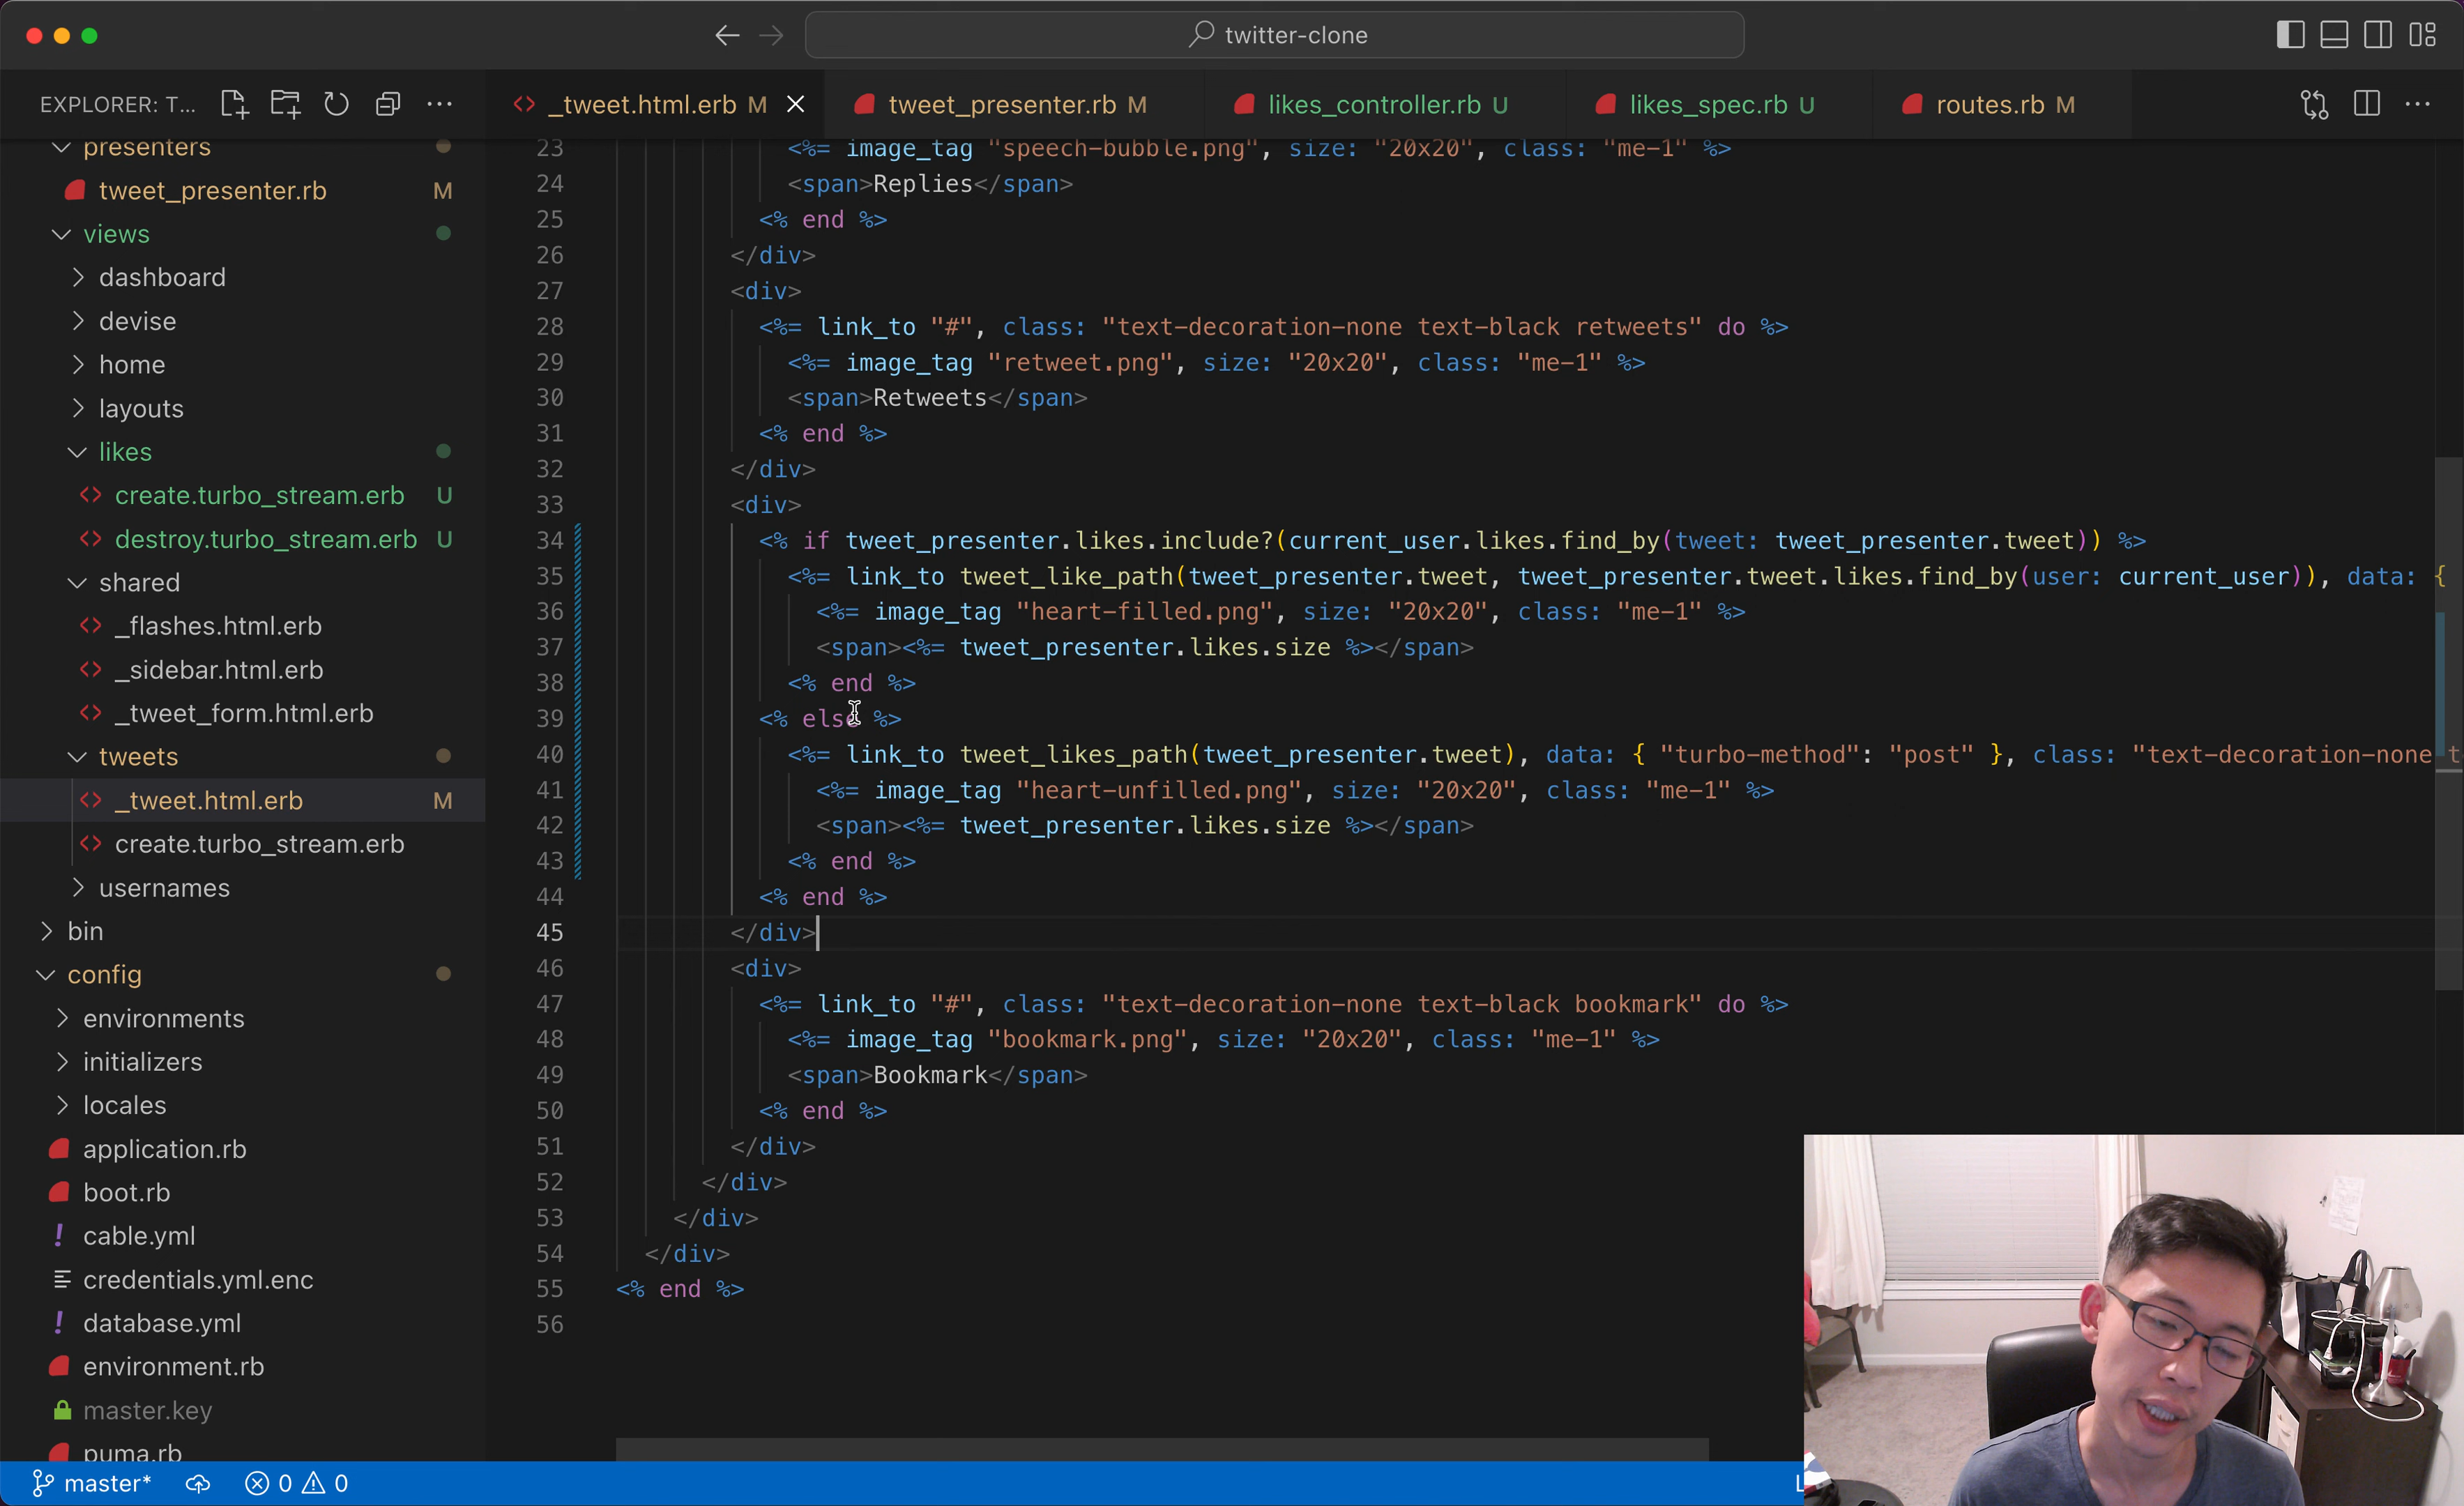 twitter-clone
EXPLORER: T...
_tweet.html.erb M
tweet_presenter.rb M
likes_controller.rb U
likes_spec.rb U
routes.rb M
presenters
tweet_presenter.rb M
views
dashboard
devise
home
layouts
likes
create.turbo_stream.erb U
destroy.turbo_stream.erb U
shared
_flashes.html.erb
_sidebar.html.erb
_tweet_form.html.erb
tweets
_tweet.html.erb M
create.turbo_stream.erb
usernames
bin
config
environments
initializers
locales
application.rb
boot.rb
cable.yml
credentials.yml.enc
database.yml
environment.rb
master.key
puma.rb
23 <%= image_tag "speech-bubble.png", size: "20x20", class: "me-1" %>
24 <span>Replies</span>
25 <% end %>
26 </div>
27 <div>
28 <%= link_to "#", class: "text-decoration-none text-black retweets" do %>
29 <%= image_tag "retweet.png", size: "20x20", class: "me-1" %>
30 <span>Retweets</span>
31 <% end %>
32 </div>
33 <div>
34 <% if tweet_presenter.likes.include?(current_user.likes.find_by(tweet: tweet_presenter.tweet)) %>
35 <%= link_to tweet_like_path(tweet_presenter.tweet, tweet_presenter.tweet.likes.find_by(user: current_user)), data: {
36 <%= image_tag "heart-filled.png", size: "20x20", class: "me-1" %>
37 <span><%= tweet_presenter.likes.size %></span>
38 <% end %>
39 <% else %>
40 <%= link_to tweet_likes_path(tweet_presenter.tweet), data: { "turbo-method": "post" }, class: "text-decoration-none t
41 <%= image_tag "heart-unfilled.png", size: "20x20", class: "me-1" %>
42 <span><%= tweet_presenter.likes.size %></span>
43 <% end %>
44 <% end %>
45 </div>
46 <div>
47 <%= link_to "#", class: "text-decoration-none text-black bookmark" do %>
48 <%= image_tag "bookmark.png", size: "20x20", class: "me-1" %>
49 <span>Bookmark</span>
50 <% end %>
51 </div>
52 </div>
53 </div>
54 </div>
55 <% end %>
56
master* 0 0